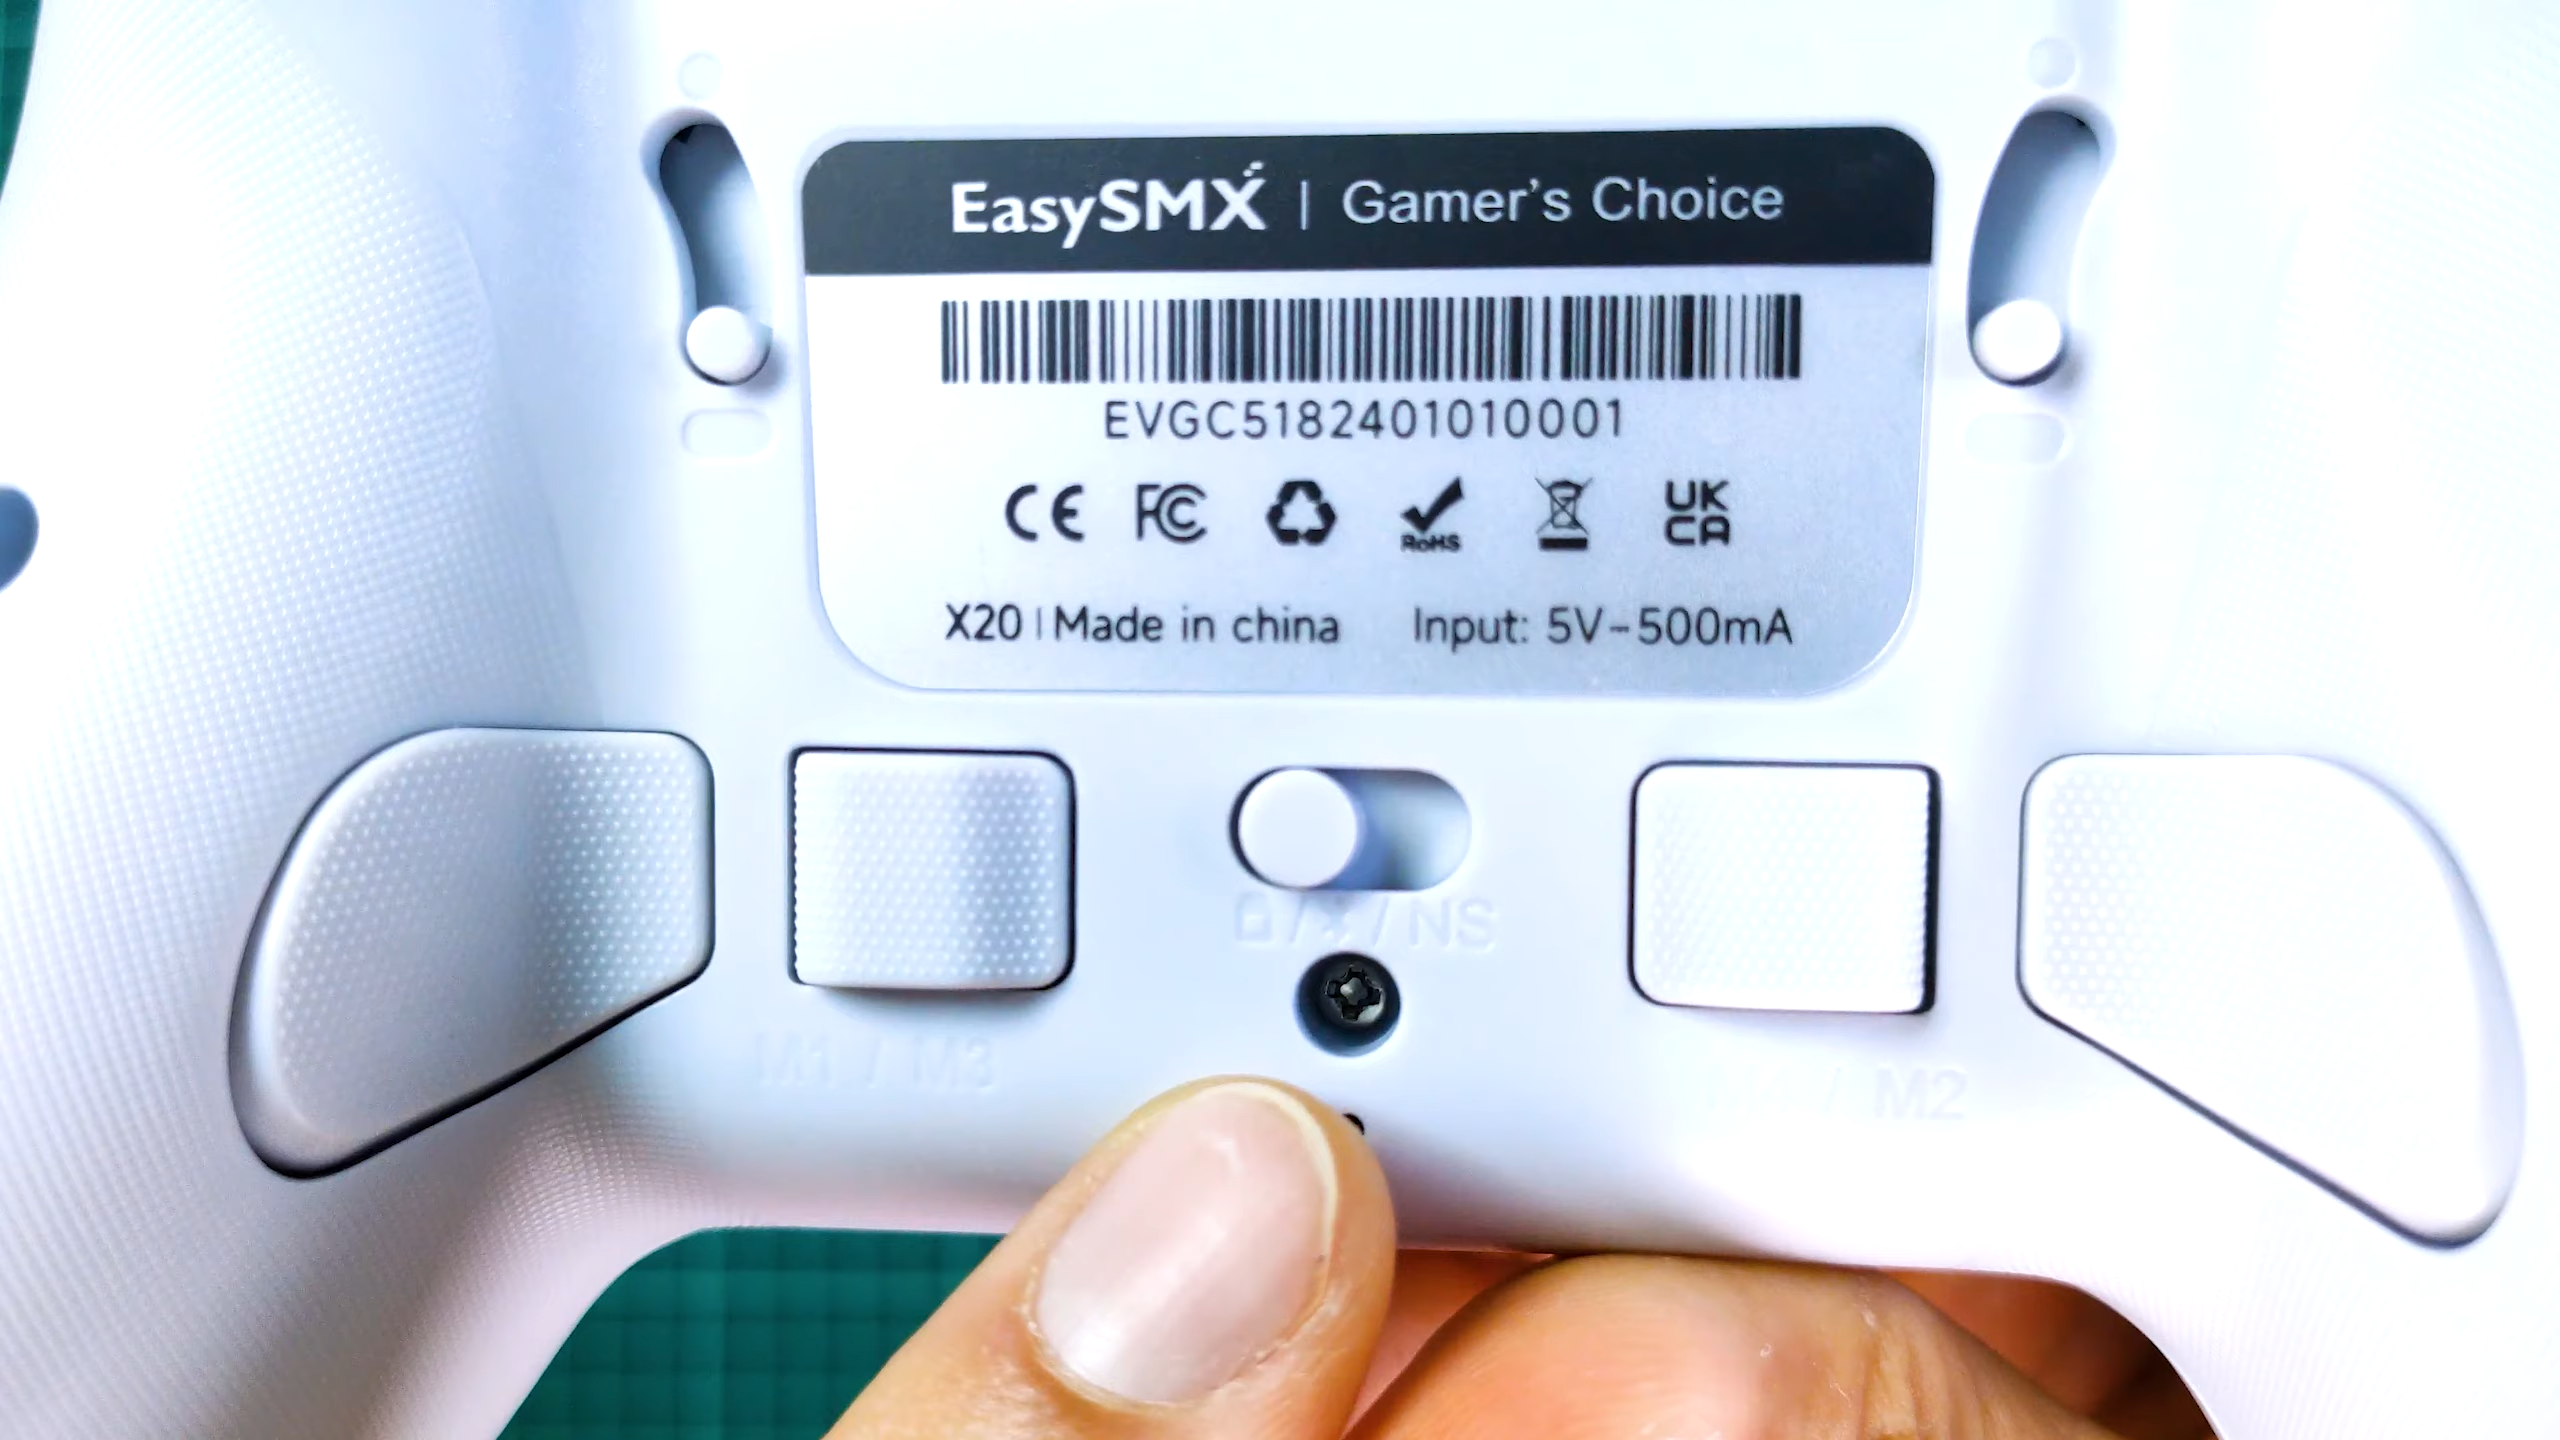 EasySMX | Gamer's Choice
EVGC5182401010001
CE FC RoHS UK CA
X20 | Made in china Input: 5V-500mA
/ / NS
M1 / M3
/ M2